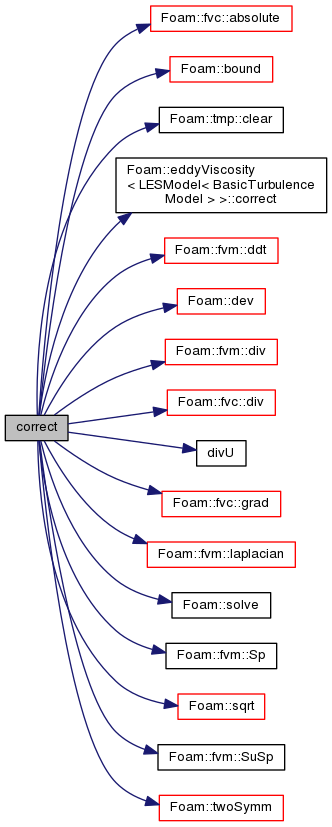 Foam::fvc::absolute
Foam::bound
Foam::tmp::clear
Foam::eddyViscosity
< LESModel< BasicTurbulence
Model > >::correct
Foam::fvm::ddt
Foam::dev
Foam::fvm::div
Foam::fvc::div
correct
divU
Foam::fvc::grad
Foam::fvm::laplacian
Foam::solve
Foam::fvm::Sp
Foam::sqrt
Foam::fvm::SuSp
Foam::twoSymm